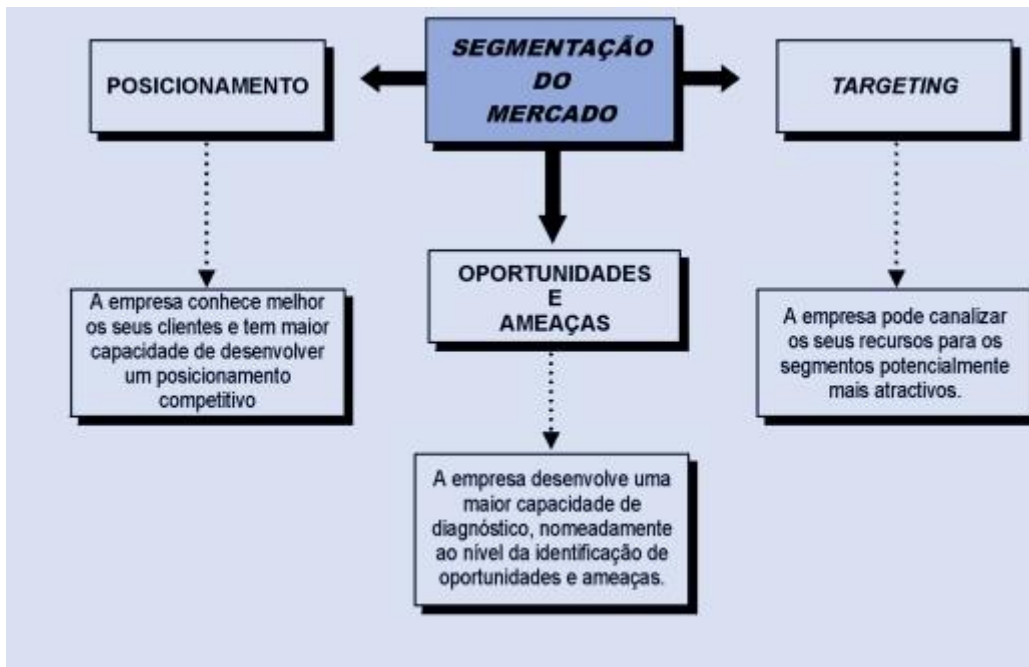 SEGMENTAÇÃO
DO
MERCADO
POSICIONAMENTO
TARGETING
OPORTUNIDADES
E
AMEAÇAS
A empresa conhece melhor
os seus clientes e tem maior
capacidade de desenvolver
um posicionamento
competitivo
A empresa pode canalizar
os seus recursos para os
segmentos potencialmente
mais atractivos.
A empresa desenvolve uma
maior capacidade de
diagnóstico, nomeadamente
ao nível da identificação de
oportunidades e ameaças.